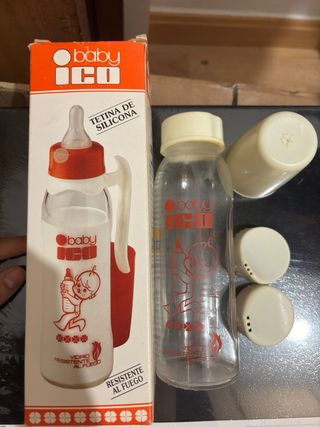 baby
ico
TETINA DE
SILICONA
baby
ico
VIDRIO
RESISTENTE
AL FUEGO
RESISTENTE
AL FUEGO
baby
ico